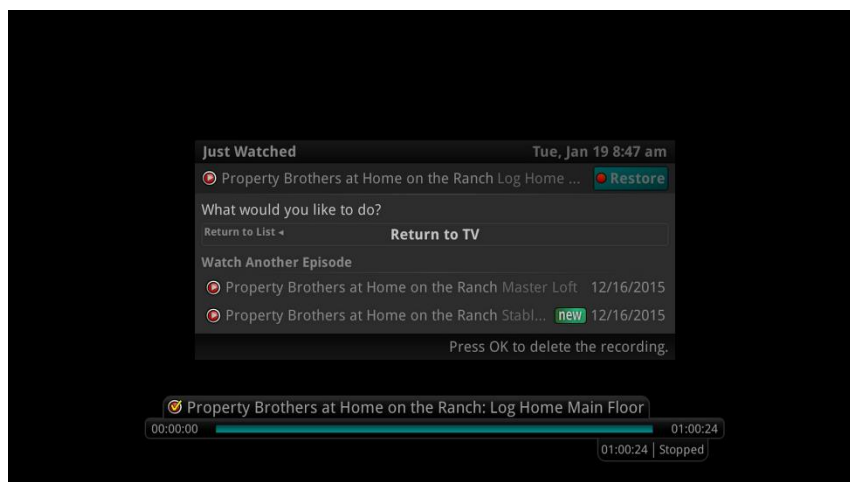 Just Watched Tue, Jan 19 8:47 am
Property Brothers at Home on the Ranch Log Home ... Restore
What would you like to do?
Return to List ◂ Return to TV
Watch Another Episode
Property Brothers at Home on the Ranch Master Loft 12/16/2015
Property Brothers at Home on the Ranch Stabl... new 12/16/2015
Press OK to delete the recording.
Property Brothers at Home on the Ranch: Log Home Main Floor
00:00:00 01:00:24
01:00:24 | Stopped